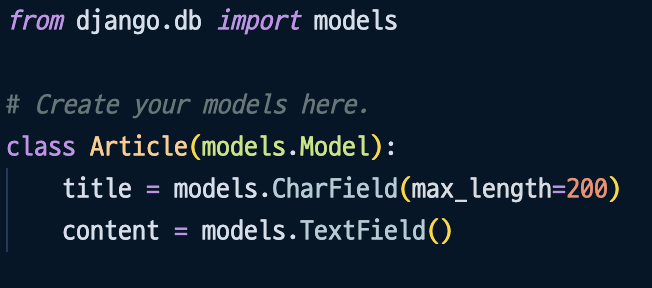 from django.db import models
# Create your models here.
class Article(models.Model):
    title = models.CharField(max_length=200)
    content = models.TextField()